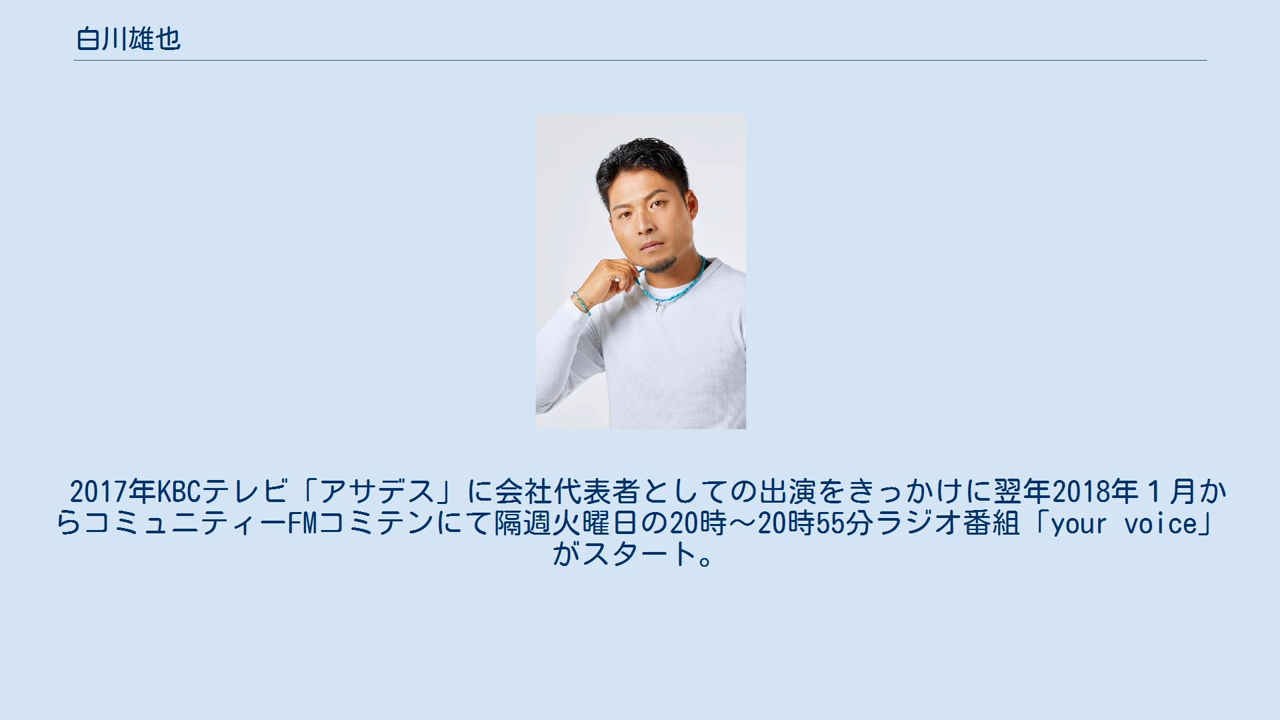 白川雄也
2017年KBCテレビ「アサデス」に会社代表者としての出演をきっかけに翌年2018年１月か
らコミュニティーFMコミテンにて隔週火曜日の20時～20時55分ラジオ番組「your voice」
がスタート。